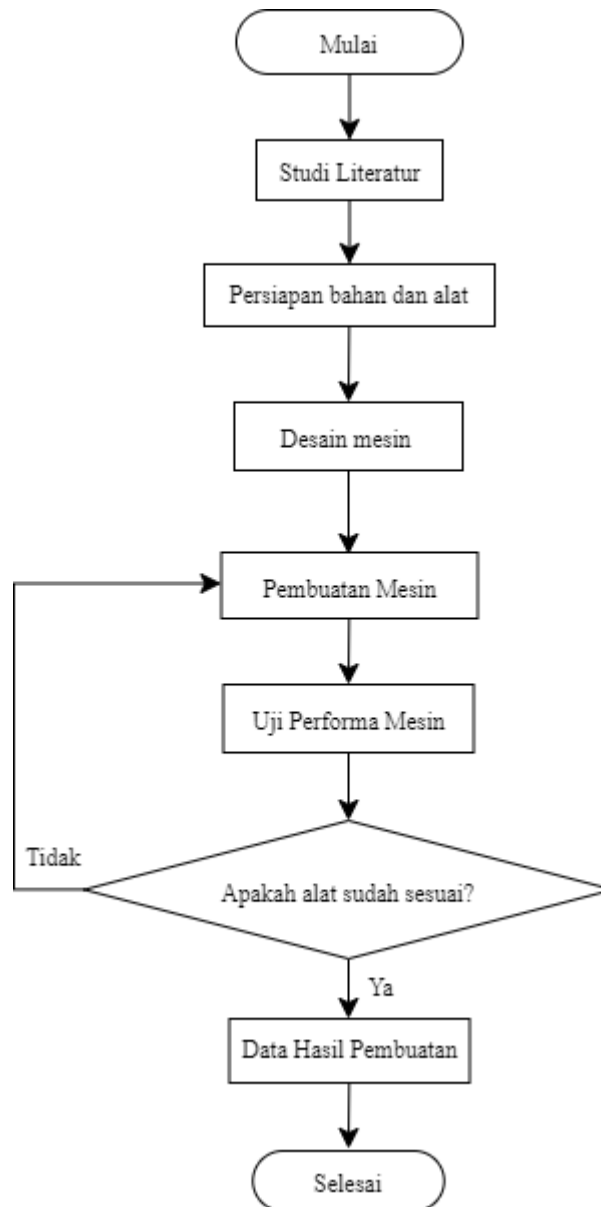 Mulai
Studi Literatur
Persiapan bahan dan alat
Desain mesin
Pembuatan Mesin
Uji Performa Mesin
Tidak
Apakah alat sudah sesuai?
Ya
Data Hasil Pembuatan
Selesai